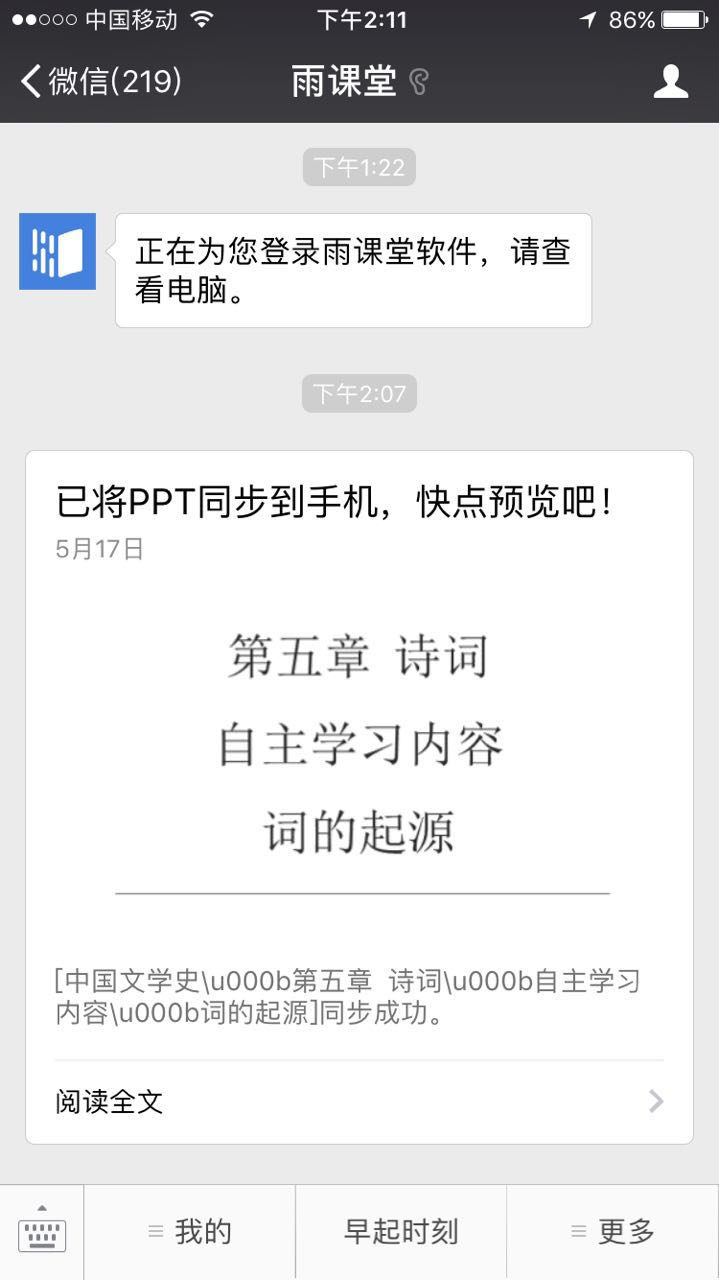 中国移动 下午2:11 86%
微信(219) 雨课堂
下午1:22
正在为您登录雨课堂软件，请查
看电脑。
下午2:07
已将PPT同步到手机，快点预览吧！
5月17日
第五章 诗词
自主学习内容
词的起源
[中国文学史\u000b第五章 诗词\u000b自主学习
内容\u000b词的起源]同步成功。
阅读全文
我的 早起时刻 更多